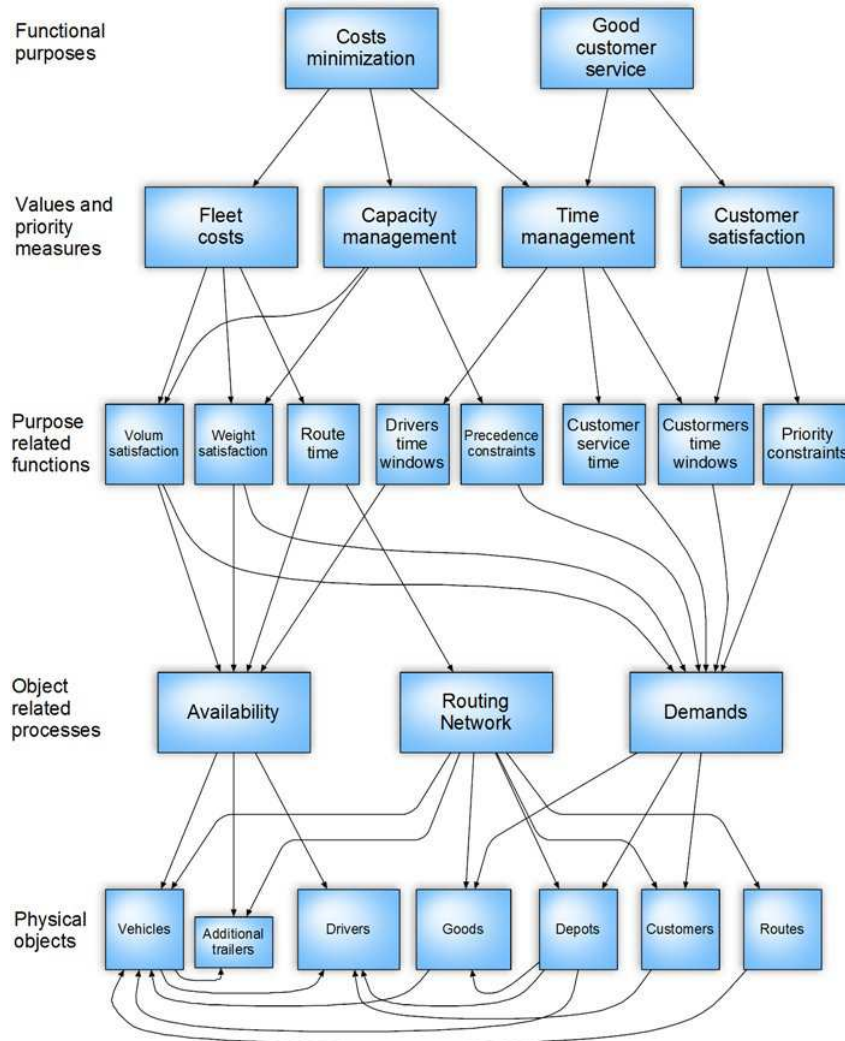 Functional
purposes
Costs
minimization
Good
customer
service
Values and
priority
measures
Fleet
costs
Capacity
management
Time
management
Customer
satisfaction
Purpose
related
functions
Volum
satisfaction
Weight
satisfaction
Route
time
Drivers
time
windows
Precedence
constraints
Customer
service
time
Custormers
time
windows
Priority
constraints
Object
related
processes
Availability
Routing
Network
Demands
Physical
objects
Vehicles
Additional
trailers
Drivers
Goods
Depots
Customers
Routes